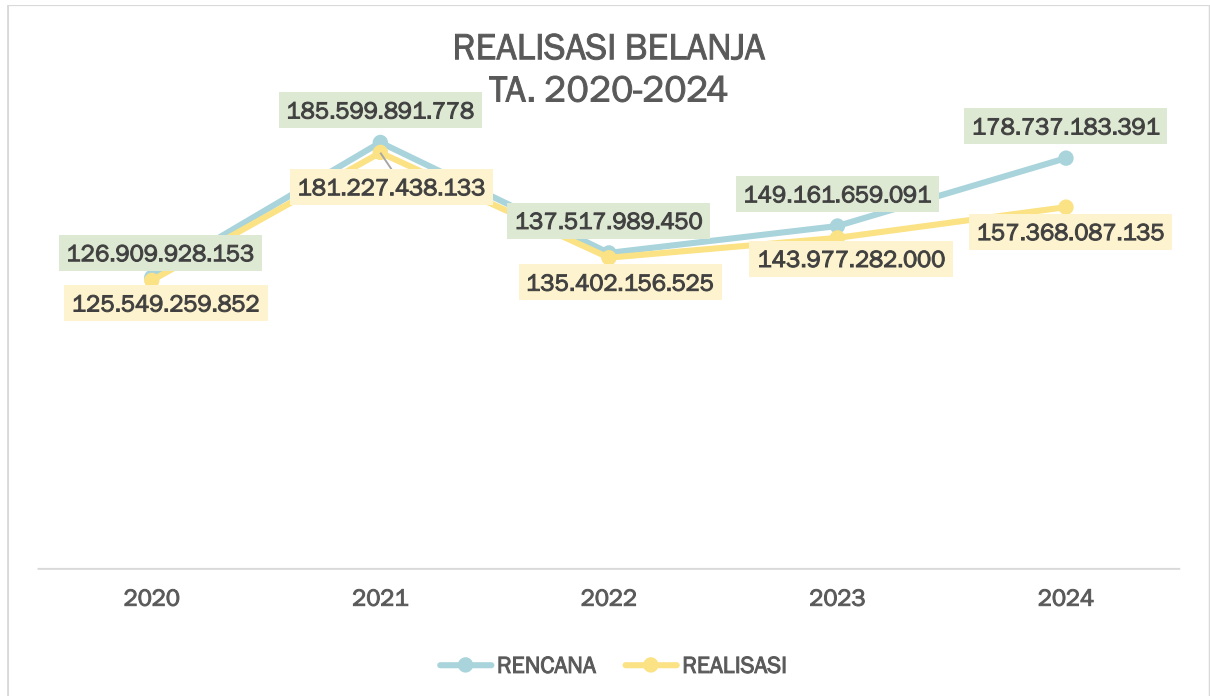 REALISASI BELANJA
TA. 2020-2024
185.599.891.778
178.737.183.391
181.227.438.133
149.161.659.091
137.517.989.450
157.368.087.135
126.909.928.153
143.977.282.000
135.402.156.525
125.549.259.852
2020 2021 2022 2023 2024
RENCANA REALISASI